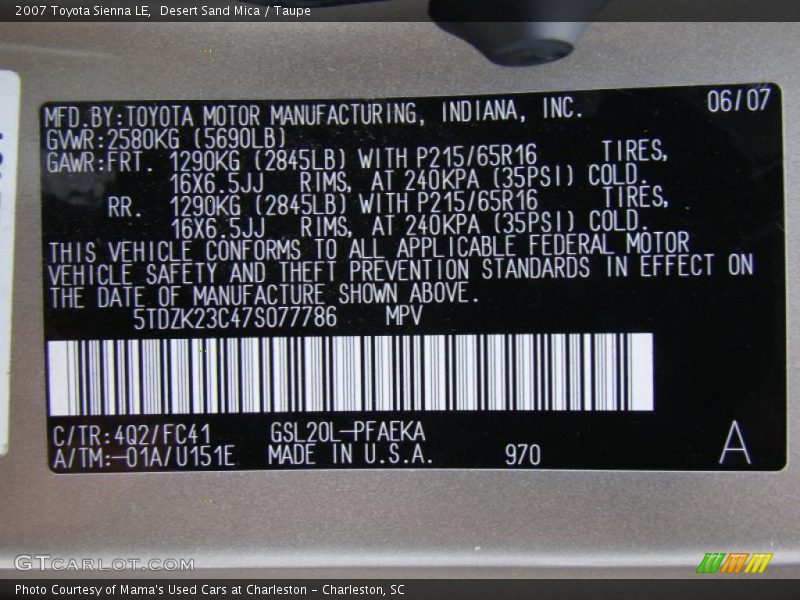 2007 Toyota Sienna LE,  Desert Sand Mica / Taupe
MFD.BY:TOYOTA MOTOR MANUFACTURING, INDIANA, INC. 06/07
GVWR:2580KG (5690LB)
GAWR:FRT. 1290KG (2845LB) WITH P215/65R16 TIRES,
16X6.5JJ RIMS, AT 240KPA (35PSI) COLD.
RR. 1290KG (2845LB) WITH P215/65R16 TIRES,
16X6.5JJ RIMS, AT 240KPA (35PSI) COLD.
THIS VEHICLE CONFORMS TO ALL APPLICABLE FEDERAL MOTOR
VEHICLE SAFETY AND THEFT PREVENTION STANDARDS IN EFFECT ON
THE DATE OF MANUFACTURE SHOWN ABOVE.
5TDZK23C47S077786 MPV
C/TR:4Q2/FC41 GSL20L-PFAEKA
A/TM:-01A/U151E MADE IN U.S.A. 970 A
GTCARLOT.COM
Photo Courtesy of Mama's Used Cars at Charleston - Charleston, SC